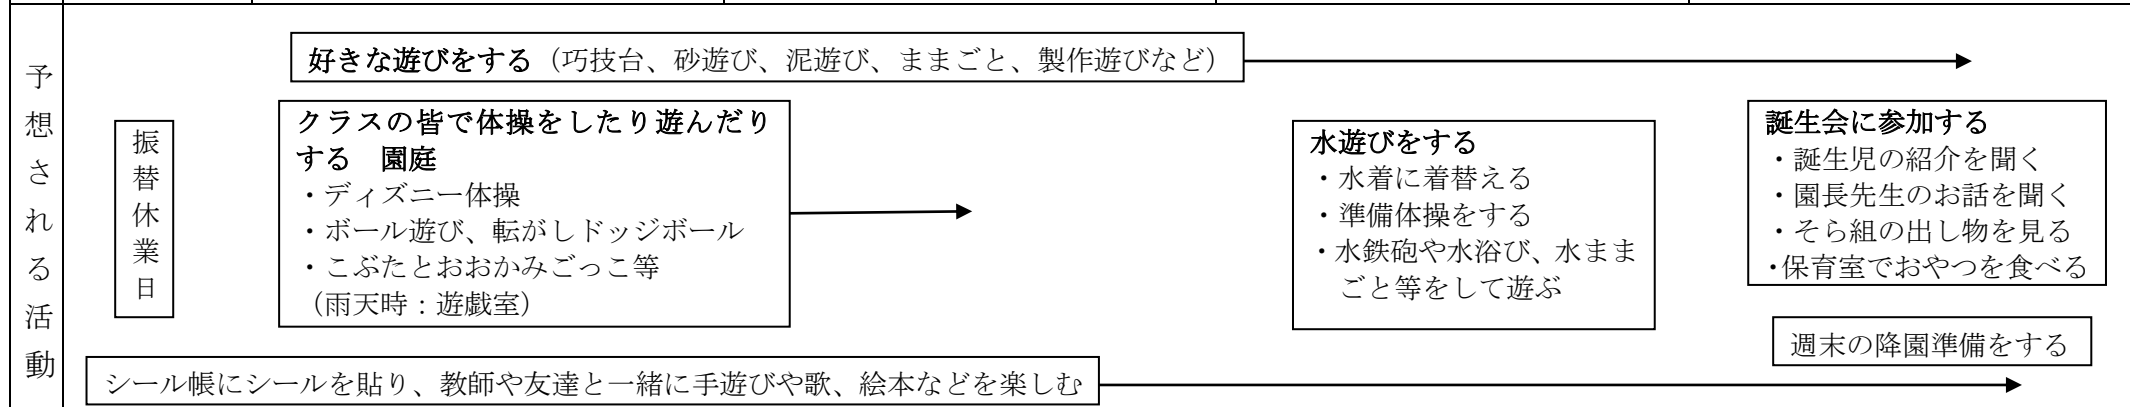 予想される活動
好きな遊びをする（巧技台、砂遊び、泥遊び、ままごと、製作遊びなど）
振替休業日
クラスの皆で体操をしたり遊んだり
する　園庭
・ディズニー体操
・ボール遊び、転がしドッジボール
・こぶたとおおかみごっこ等
（雨天時：遊戯室）
水遊びをする
・水着に着替える
・準備体操をする
・水鉄砲や水浴び、水まま
ごと等をして遊ぶ
誕生会に参加する
・誕生児の紹介を聞く
・園長先生のお話を聞く
・そら組の出し物を見る
・保育室でおやつを食べる
週末の降園準備をする
シール帳にシールを貼り、教師や友達と一緒に手遊びや歌、絵本などを楽しむ